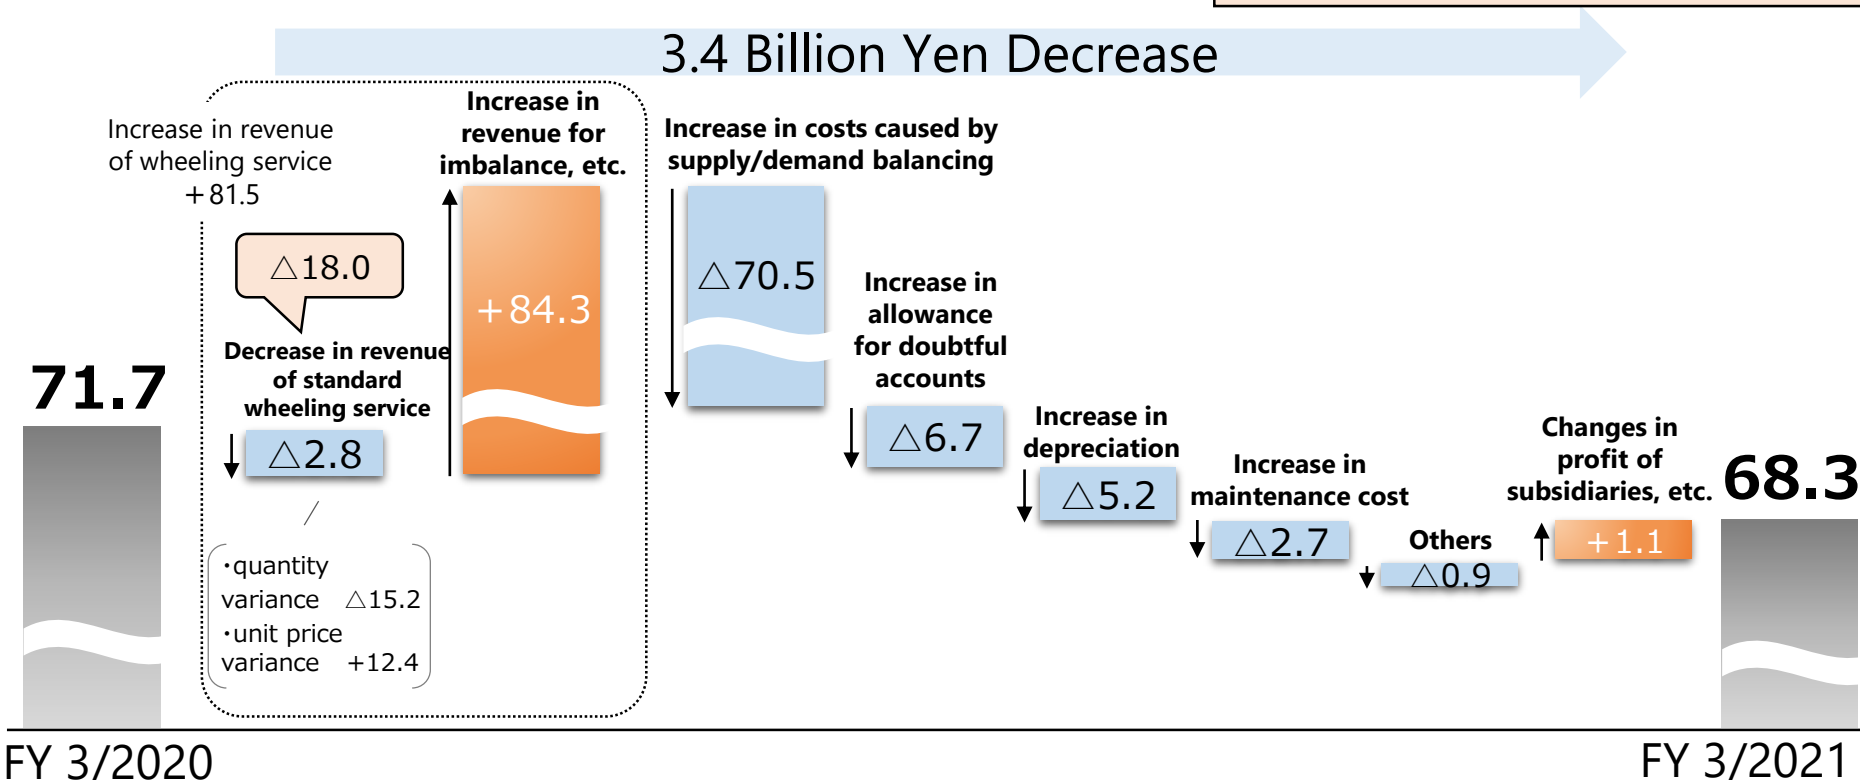 3.4 Billion Yen Decrease
Increase in revenue
of wheeling service
+81.5
△18.0
Decrease in revenue
of standard
wheeling service
△2.8
・quantity
variance △15.2
・unit price
variance +12.4
Increase in
revenue for
imbalance, etc.
+84.3
Increase in costs caused by
supply/demand balancing
△70.5
Increase in
allowance
for doubtful
accounts
△6.7
Increase in
depreciation
△5.2
Increase in
maintenance cost
△2.7
Others
△0.9
Changes in
profit of
subsidiaries, etc.
+1.1
71.7
68.3
FY 3/2020
FY 3/2021